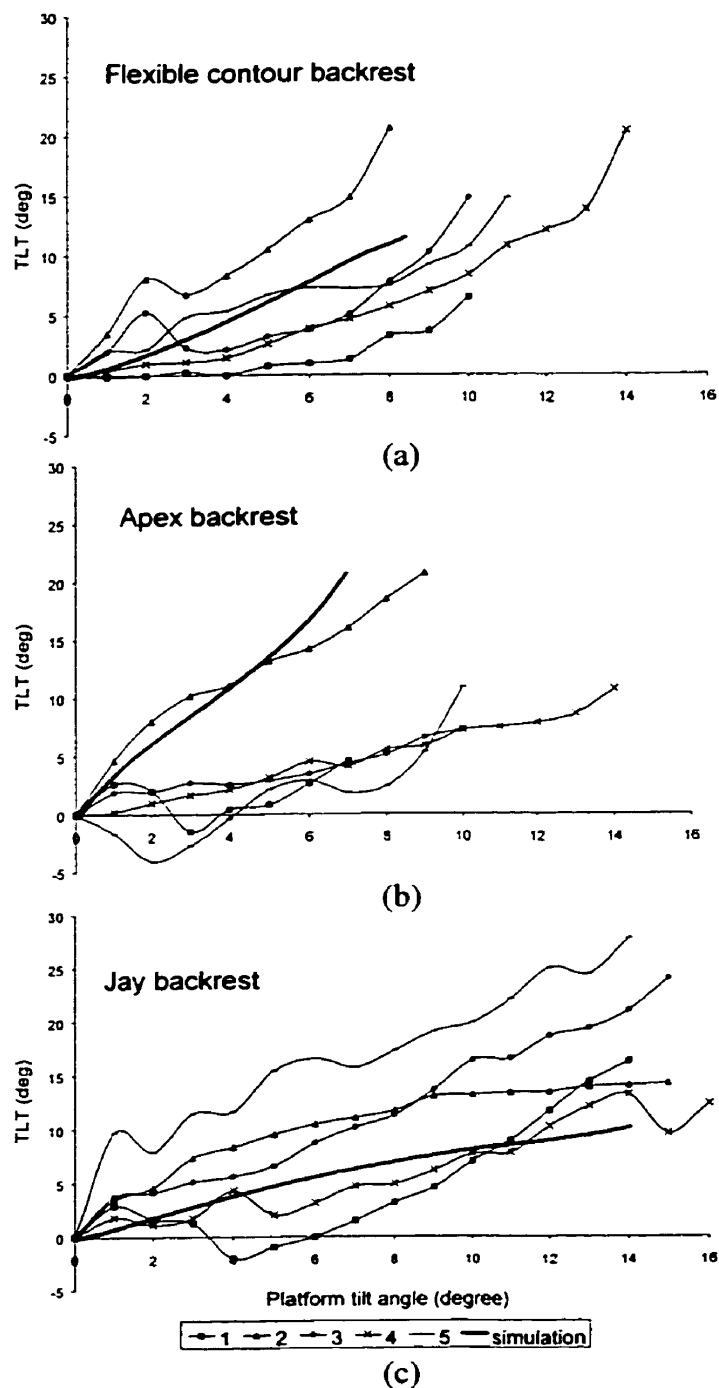 30
Flexible contour backrest
25
20
15
TLT (deg)
10
5
0
0 2 4 6 8 10 12 14 16
-5
(a)
30
Apex backrest
25
20
15
TLT (deg)
10
5
0
0 2 4 6 8 10 12 14 16
-5
(b)
30
Jay backrest
25
20
15
TLT (deg)
10
5
0
0 2 4 6 8 10 12 14 16
-5
Platform tilt angle (degree)
1 2 3 4 5 simulation
(c)